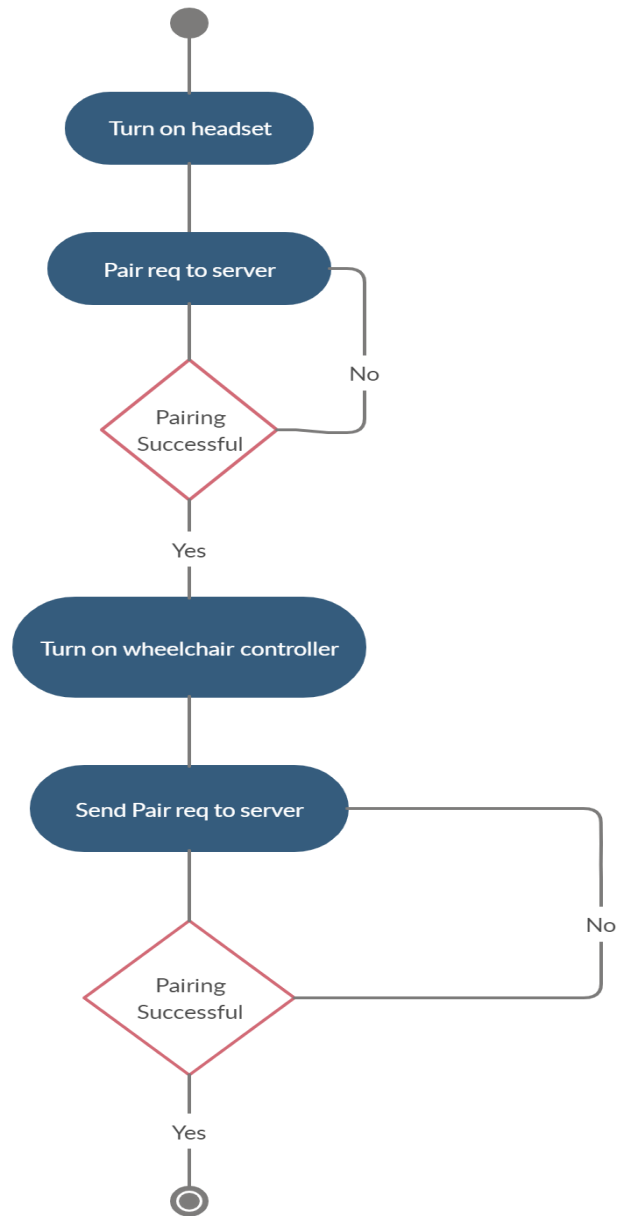 Turn on headset
Pair req to server
No
Pairing
Successful
Yes
Turn on wheelchair controller
Send Pair req to server
No
Pairing
Successful
Yes